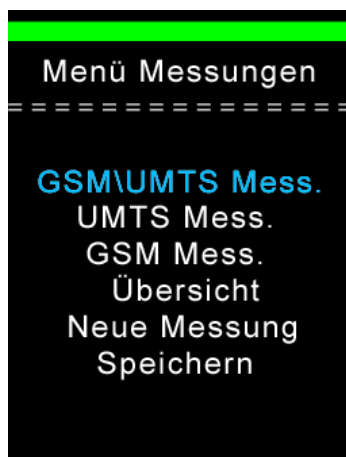 Menü Messungen
===============
GSM\UMTS Mess.
UMTS Mess.
GSM Mess.
Übersicht
Neue Messung
Speichern